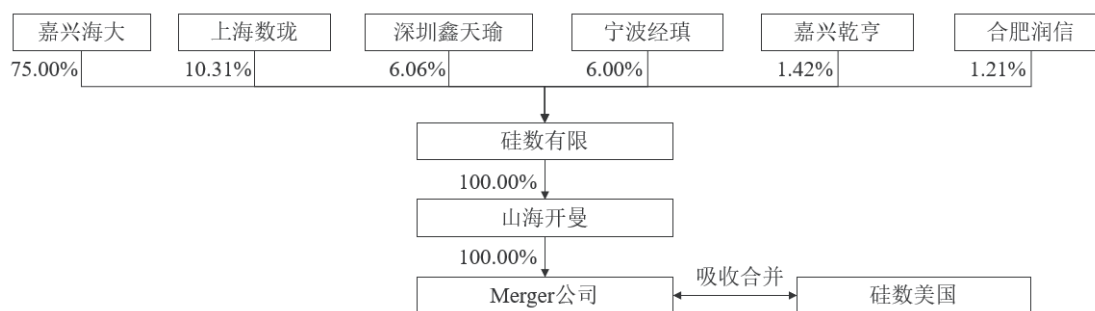 嘉兴海大 上海数珑 深圳鑫天瑜 宁波经瑱 嘉兴乾亨 合肥润信
75.00% 10.31% 6.06% 6.00% 1.42% 1.21%
硅数有限
100.00%
山海开曼
100.00%
吸收合并
Merger公司 硅数美国